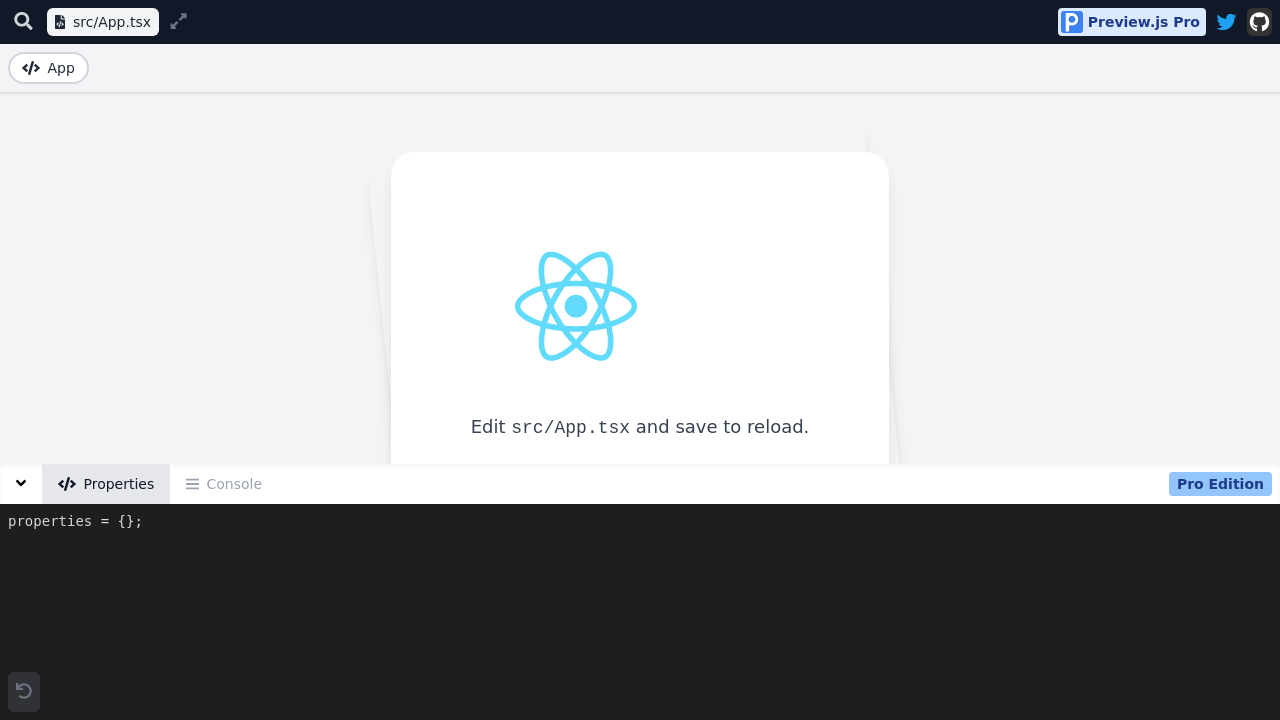 src/App.tsx
Preview.js Pro
App
Edit src/App.tsx and save to reload.
Properties
Console
Pro Edition
properties = {};